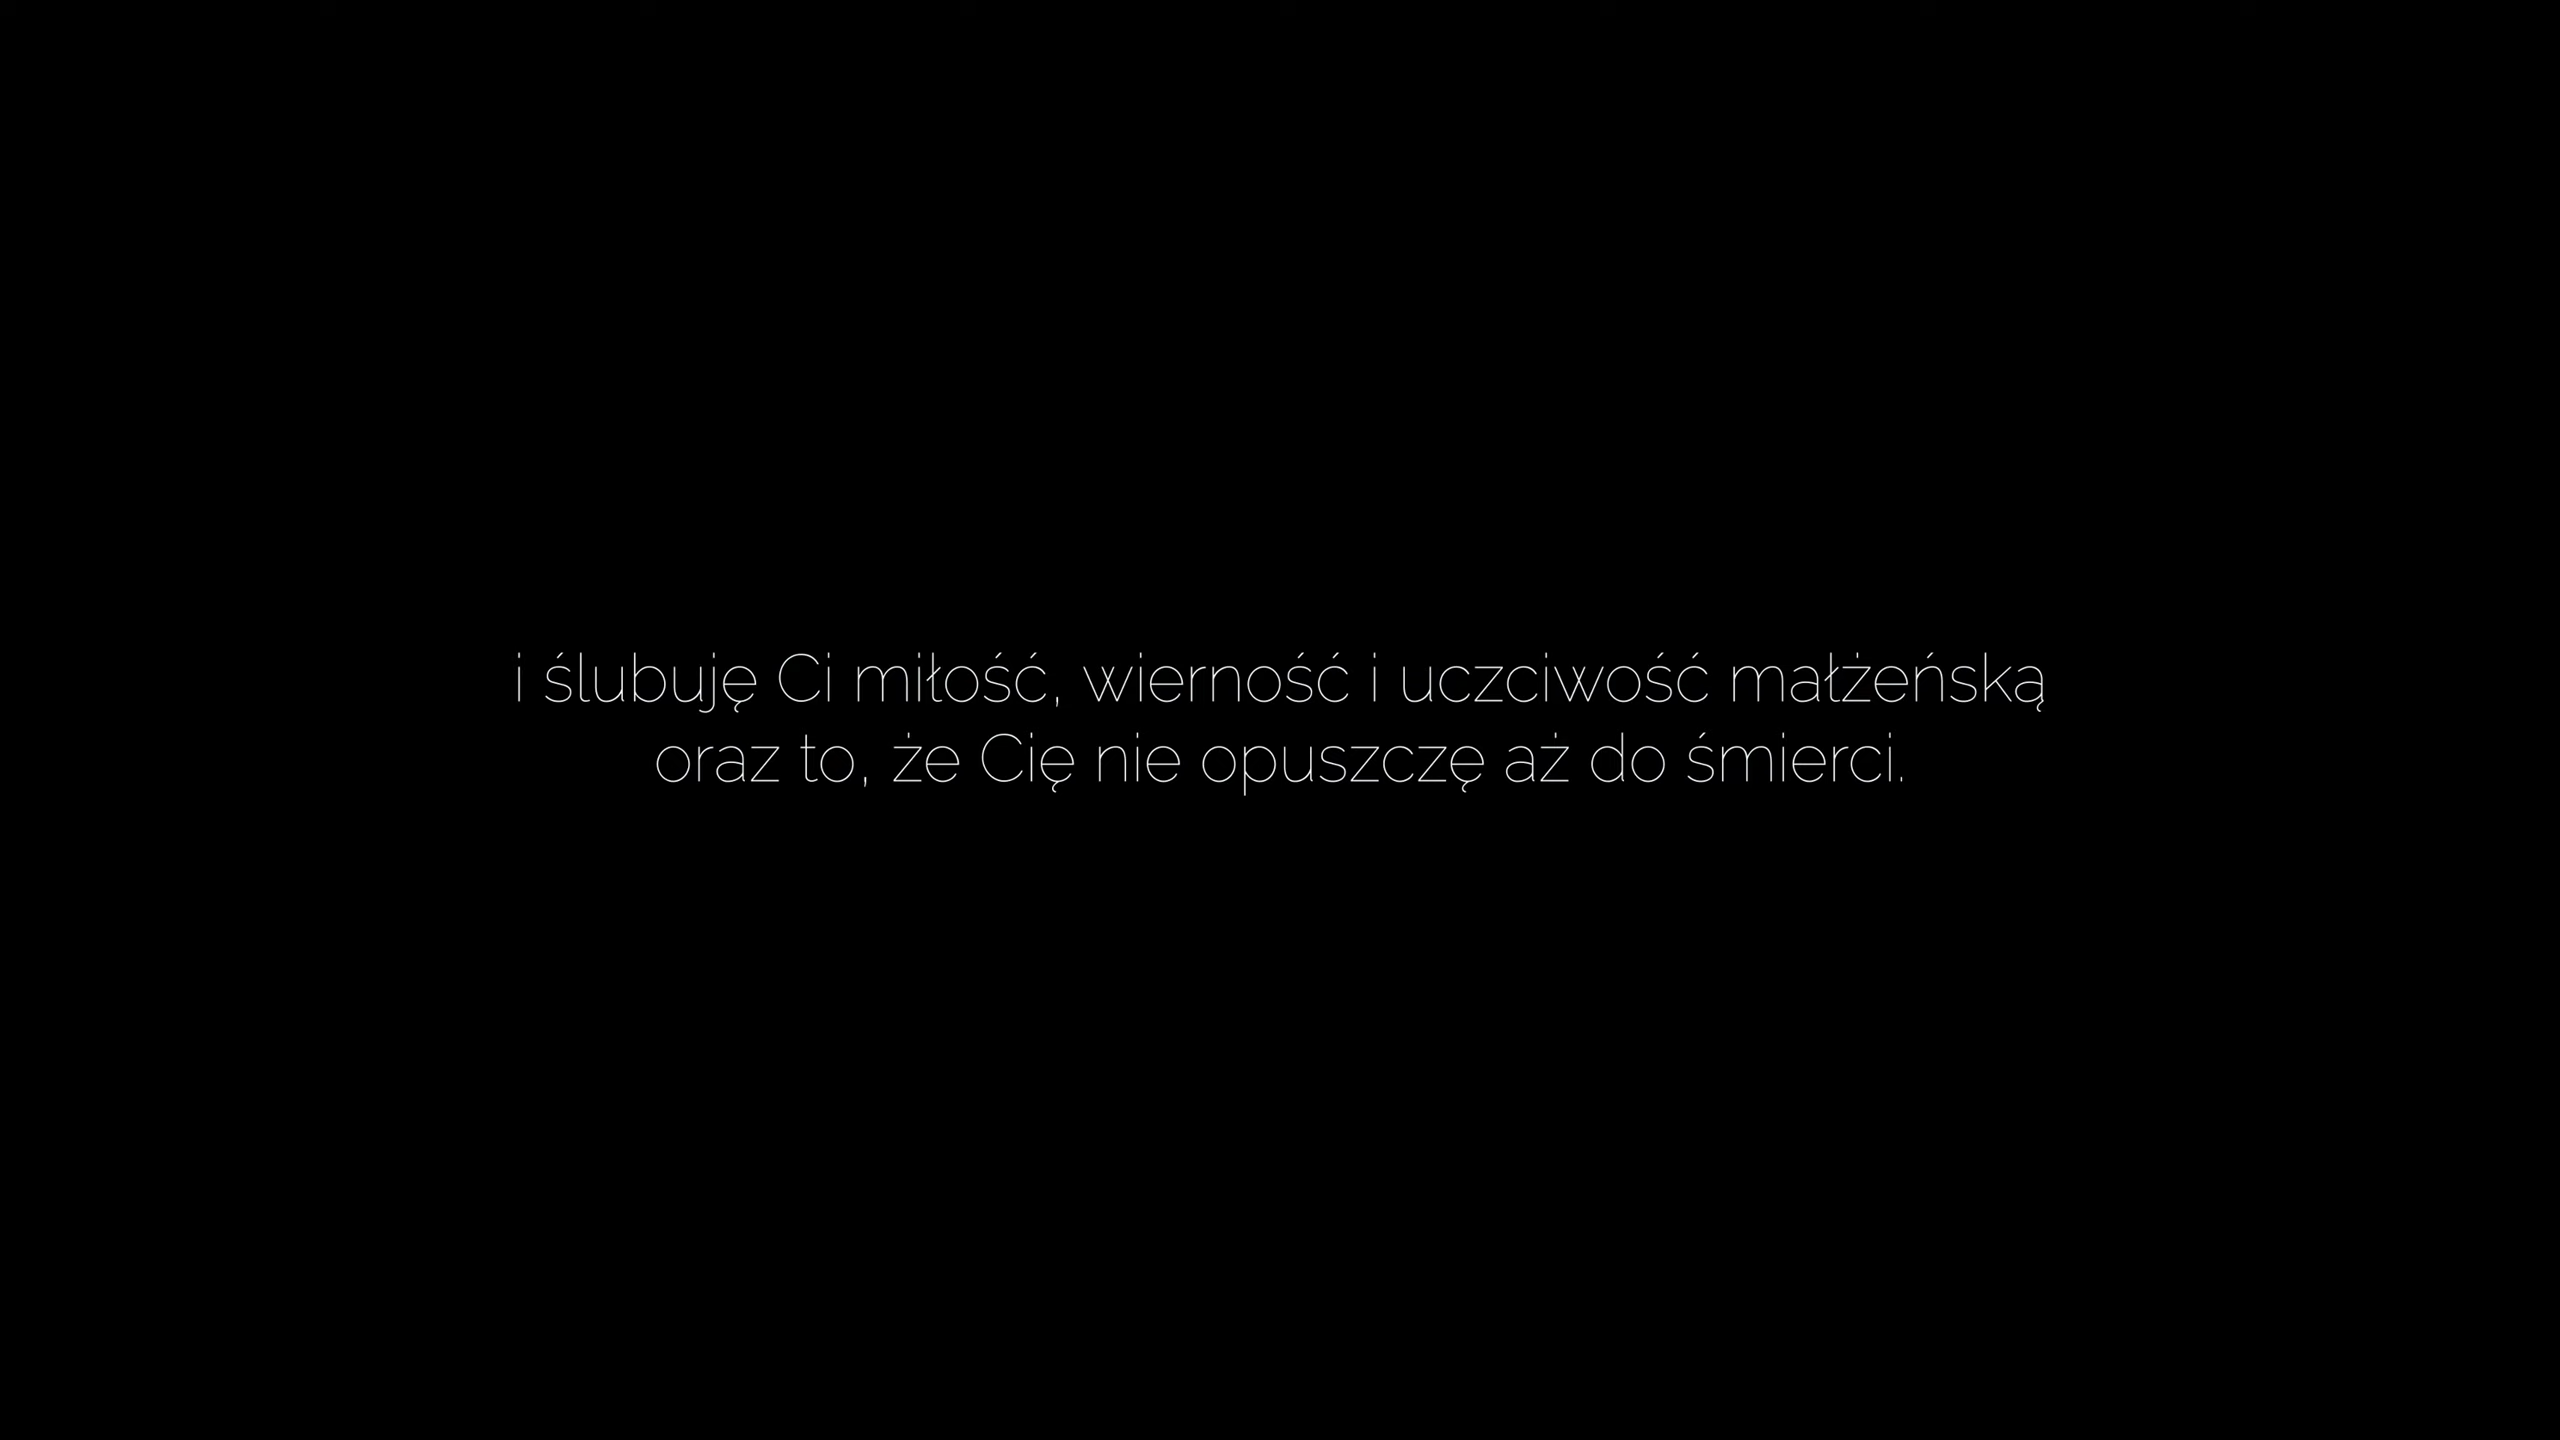 i ślubuję Ci miłość, wierność i uczciwość małżeńską
oraz to, że Cię nie opuszczę aż do śmierci.